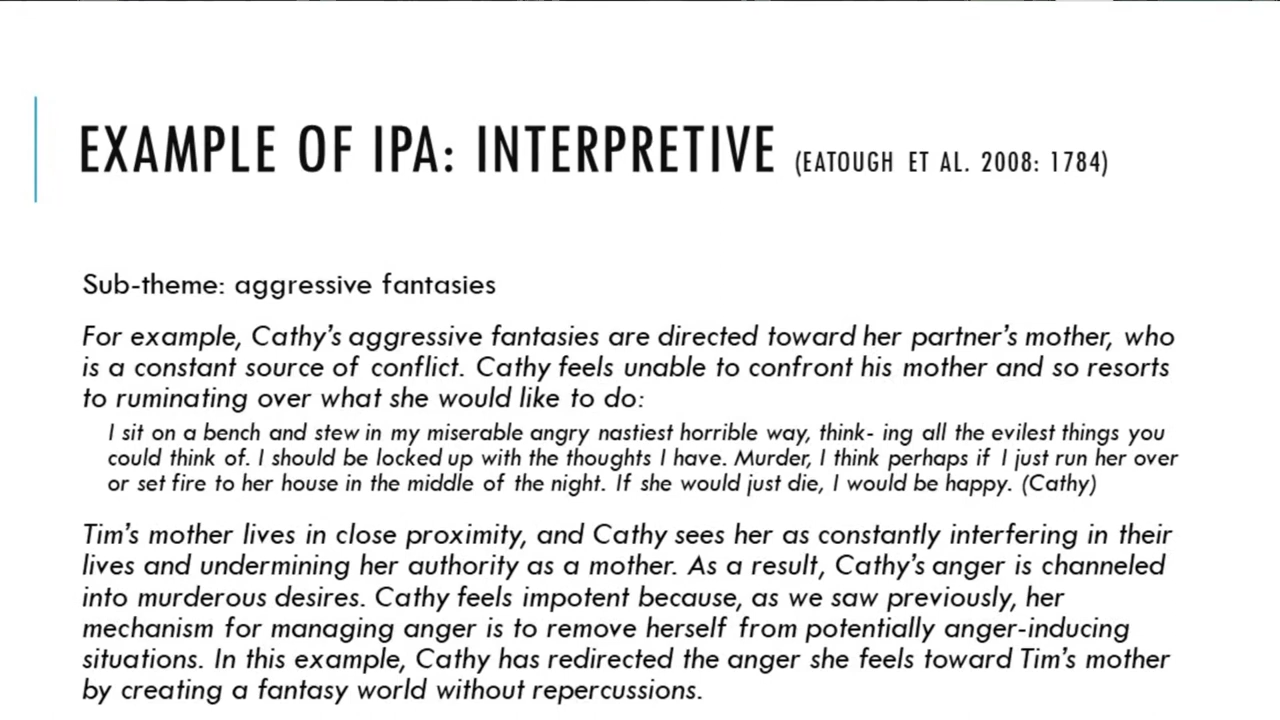 EXAMPLE OF IPA: INTERPRETIVE (EATOUGH ET AL. 2008: 1784)
Sub-theme: aggressive fantasies
For example, Cathy's aggressive fantasies are directed toward her partner's mother, who
is a constant source of conflict. Cathy feels unable to confront his mother and so resorts
to ruminating over what she would like to do:
I sit on a bench and stew in my miserable angry nastiest horrible way, think- ing all the evilest things you
could think of. I should be locked up with the thoughts I have. Murder, I think perhaps if I just run her over
or set fire to her house in the middle of the night. If she would just die, I would be happy. (Cathy)
Tim's mother lives in close proximity, and Cathy sees her as constantly interfering in their
lives and undermining her authority as a mother. As a result, Cathy's anger is channeled
into murderous desires. Cathy feels impotent because, as we saw previously, her
mechanism for managing anger is to remove herself from potentially anger-inducing
situations. In this example, Cathy has redirected the anger she feels toward Tim's mother
by creating a fantasy world without repercussions.